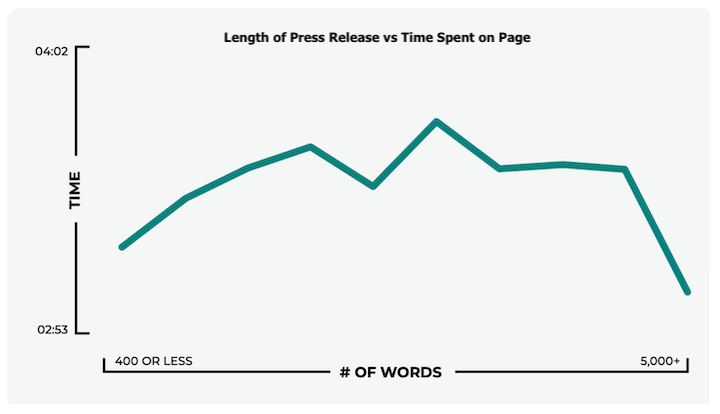 Length of Press Release vs Time Spent on Page
04:02
TIME
02:53
400 OR LESS
5,000+
# OF WORDS